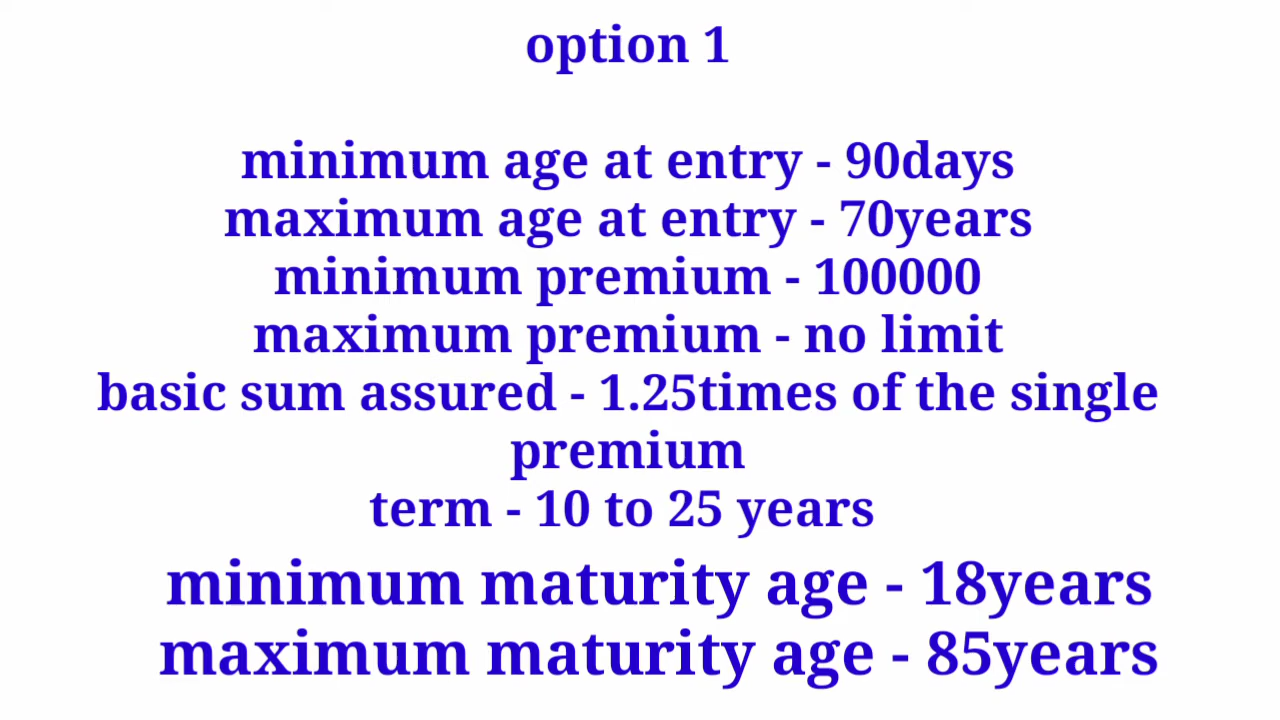 option 1
minimum age at entry - 90days
maximum age at entry - 70years
minimum premium - 100000
maximum premium - no limit
basic sum assured - 1.25times of the single
premium
term - 10 to 25 years
minimum maturity age - 18years
maximum maturity age - 85years